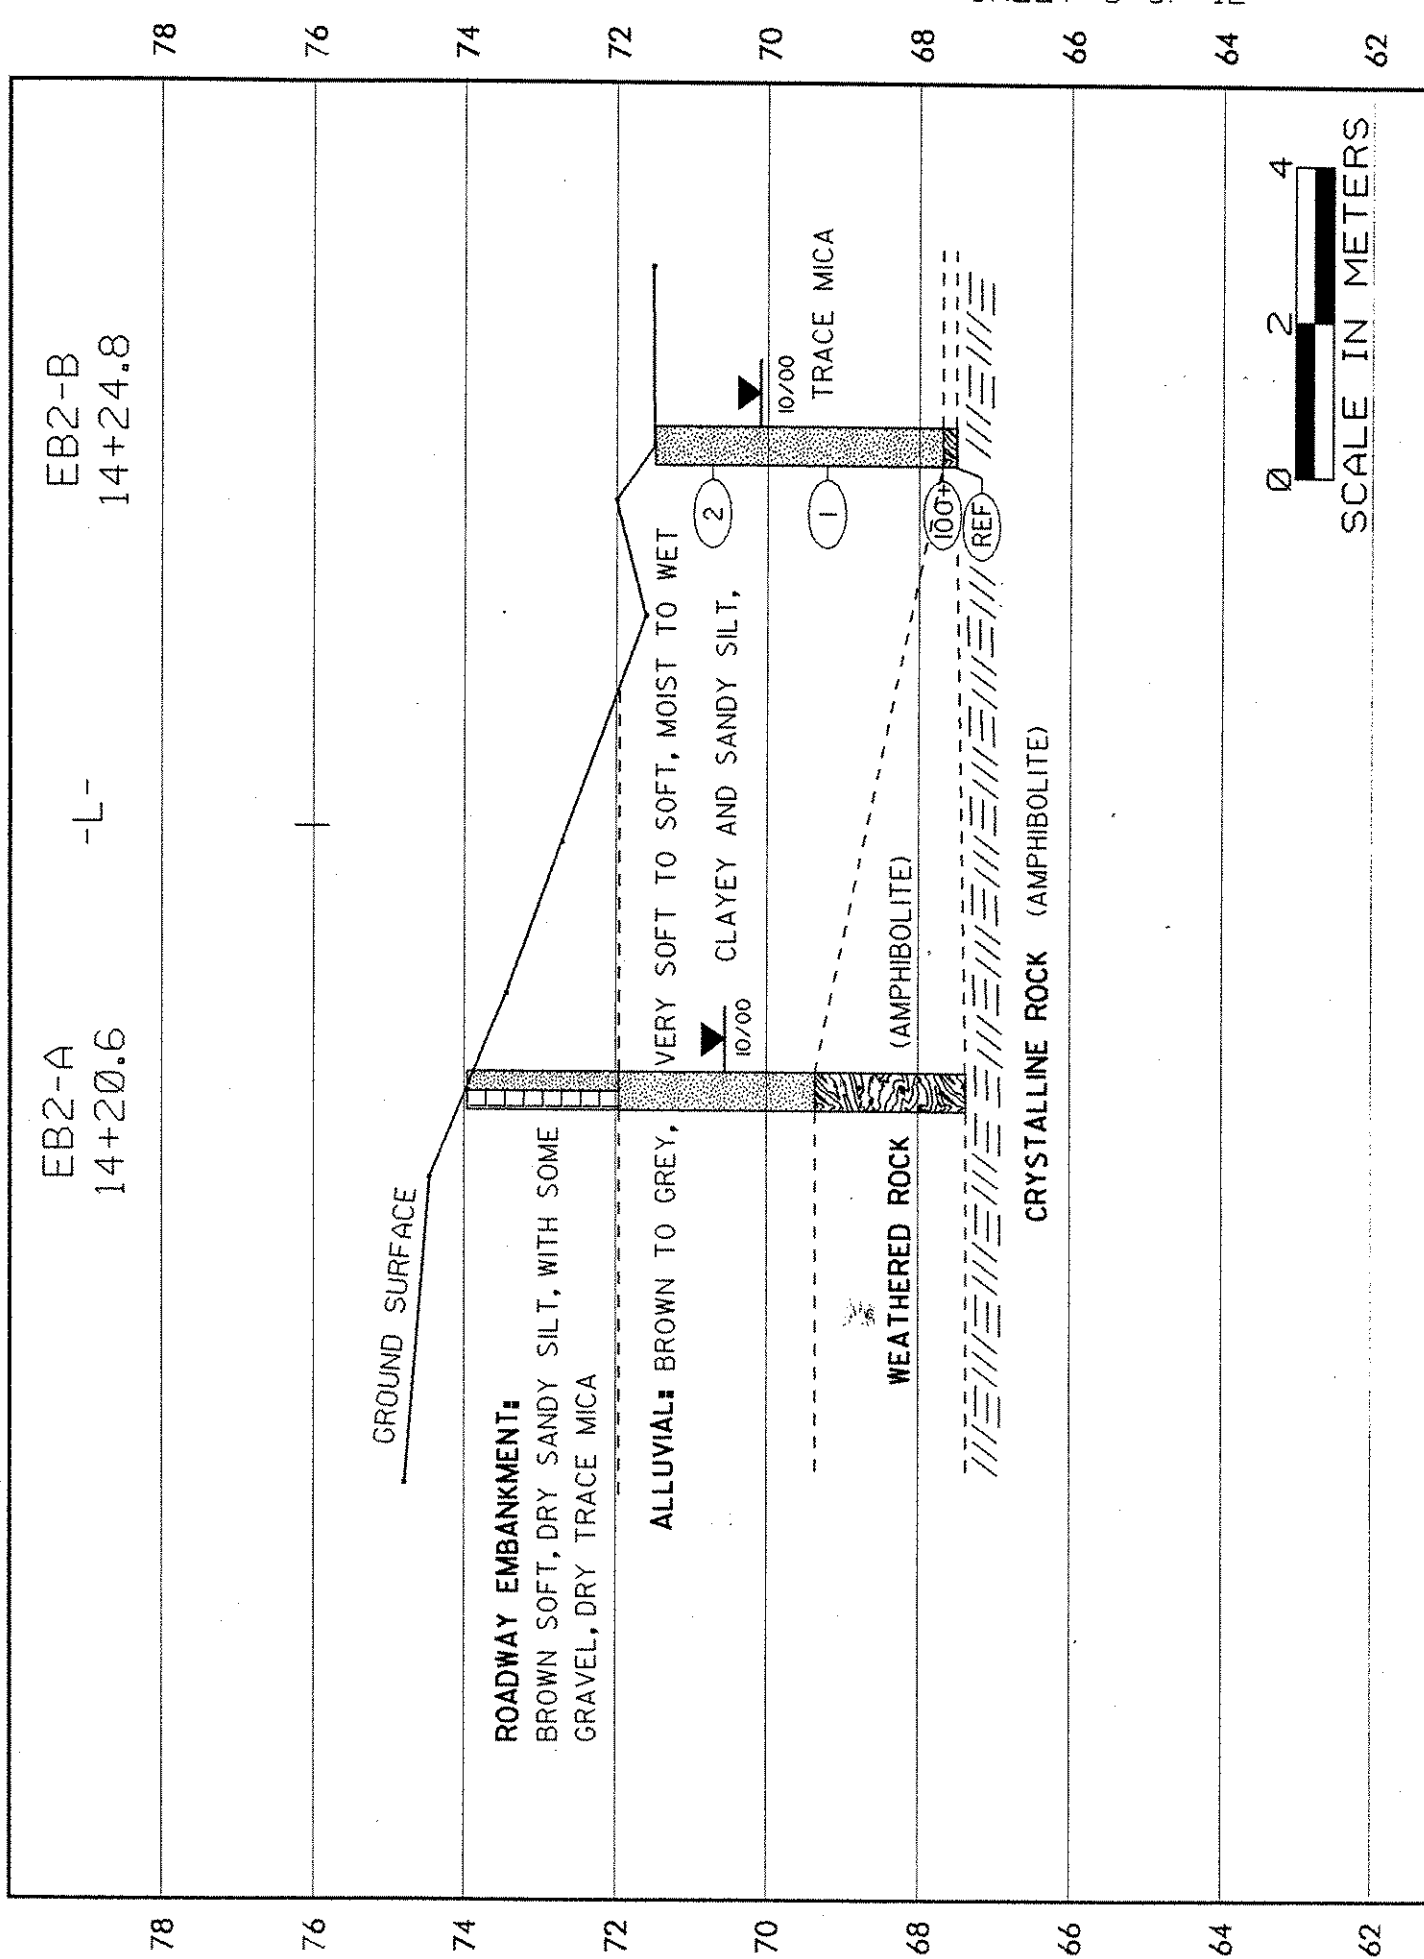 EB2-A
14+20.6
-L-
EB2-B
14+24.8
78
78
76
76
74
74
72
72
70
70
68
68
66
66
64
64
62
62
GROUND SURFACE
ROADWAY EMBANKMENT:
BROWN SOFT, DRY SANDY SILT, WITH SOME
GRAVEL, DRY TRACE MICA
ALLUVIAL: BROWN TO GREY,
VERY SOFT TO SOFT, MOIST TO WET
CLAYEY AND SANDY SILT,
TRACE MICA
10/00
10/00
2
1
100+
REF
WEATHERED ROCK
(AMPHIBOLITE)
CRYSTALLINE ROCK (AMPHIBOLITE)
0 2 4
SCALE IN METERS